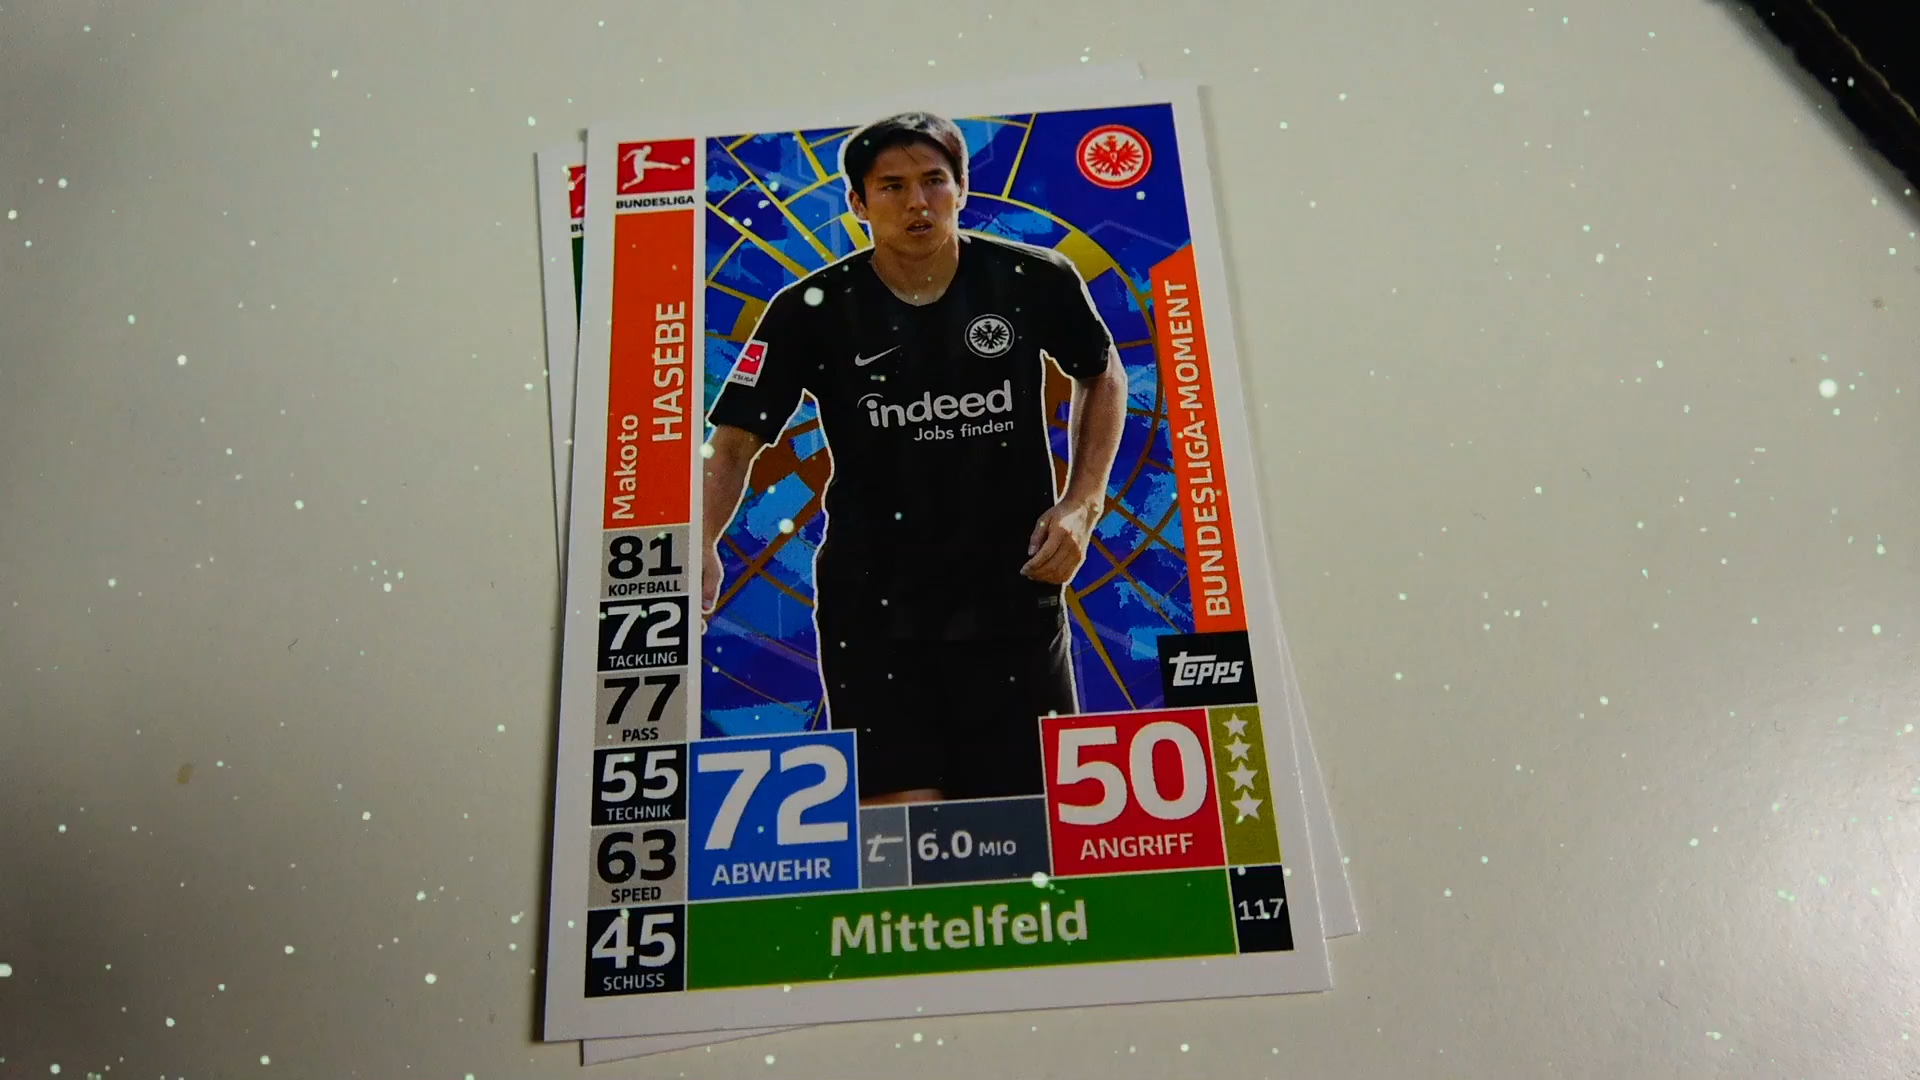 BUNDESLIGA
BU
Makoto
HASEBE
indeed
Jobs finden
BUNDESLIGA-MOMENT
topps
81
KOPFBALL
72
TACKLING
77
PASS
55
TECHNIK
63
SPEED
45
SCHUSS
72
ABWEHR
t
6.0 MIO
50
ANGRIFF
Mittelfeld
117